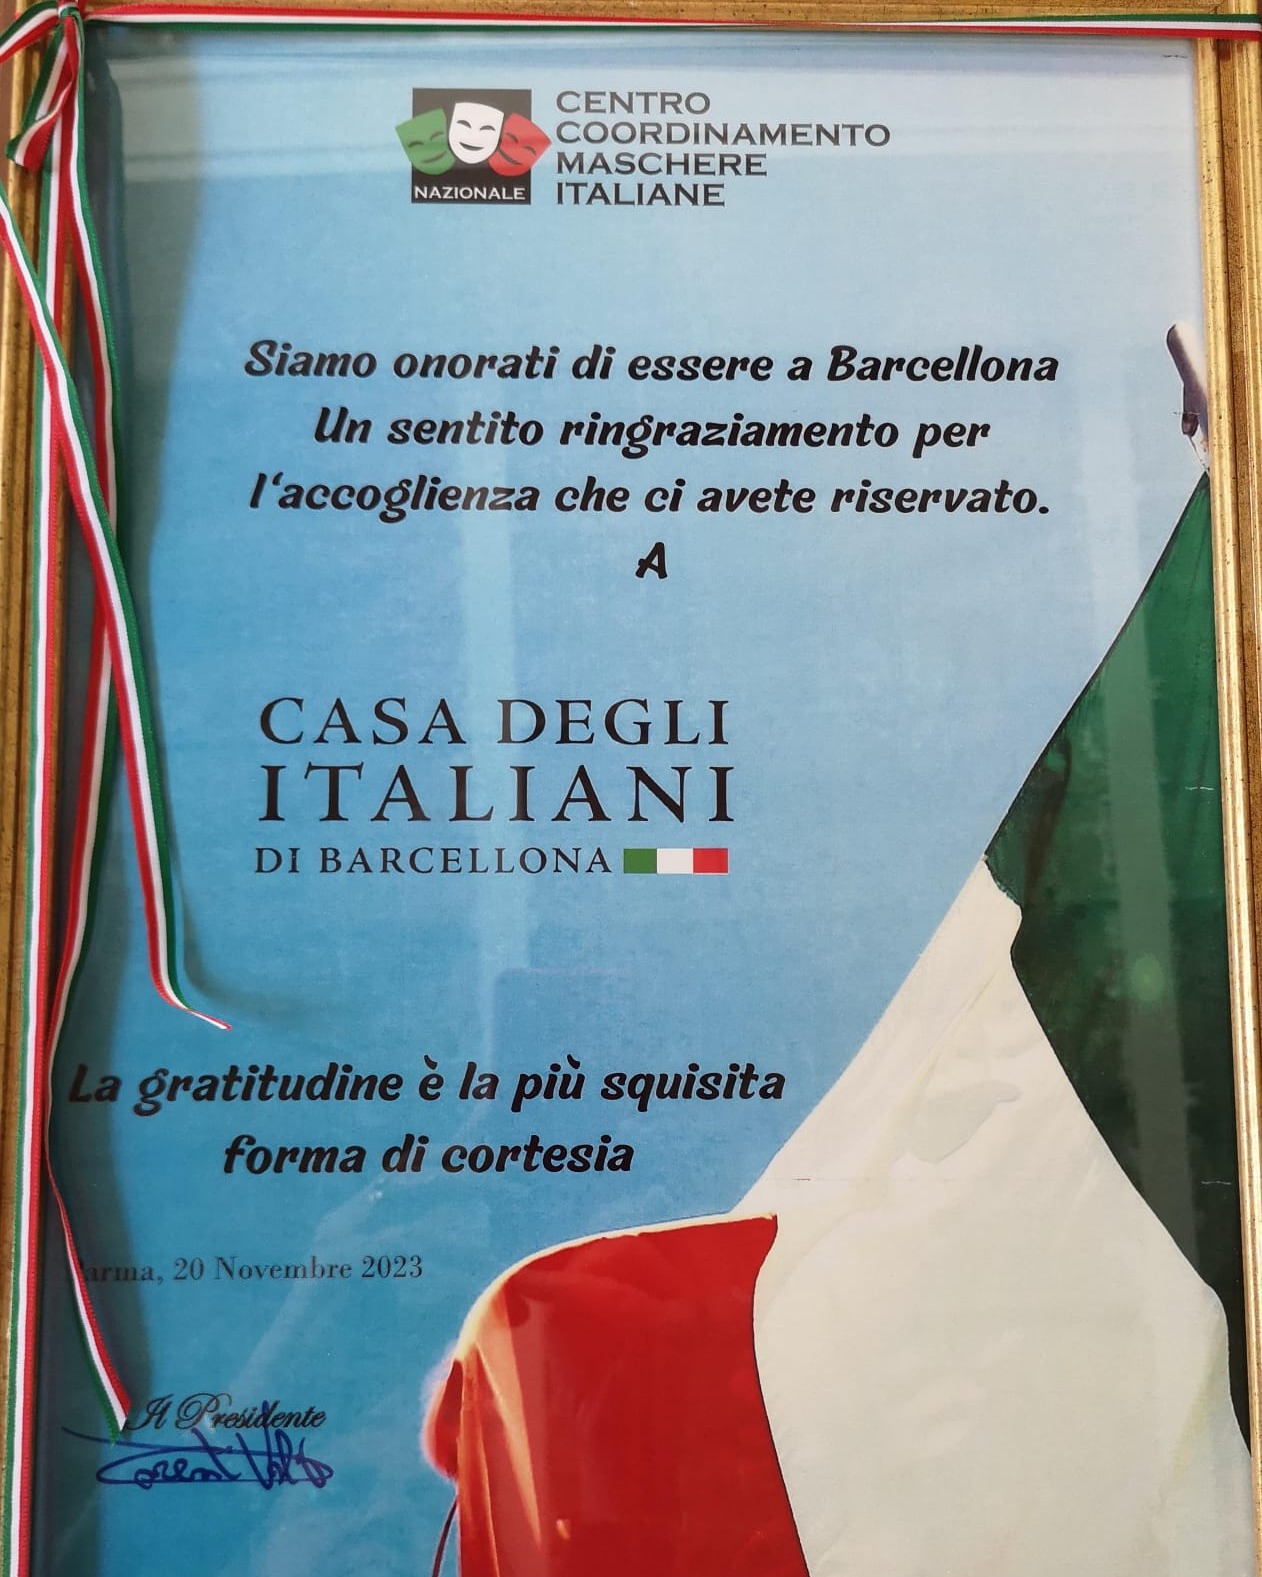 NAZIONALE
CENTRO
COORDINAMENTO
MASCHERE
ITALIANE
Siamo onorati di essere a Barcellona
Un sentito ringraziamento per
l'accoglienza che ci avete riservato.
A
CASA DEGLI
ITALIANI
DI BARCELLONA
La gratitudine è la più squisita
forma di cortesia
Parma, 20 Novembre 2023
Il Presidente